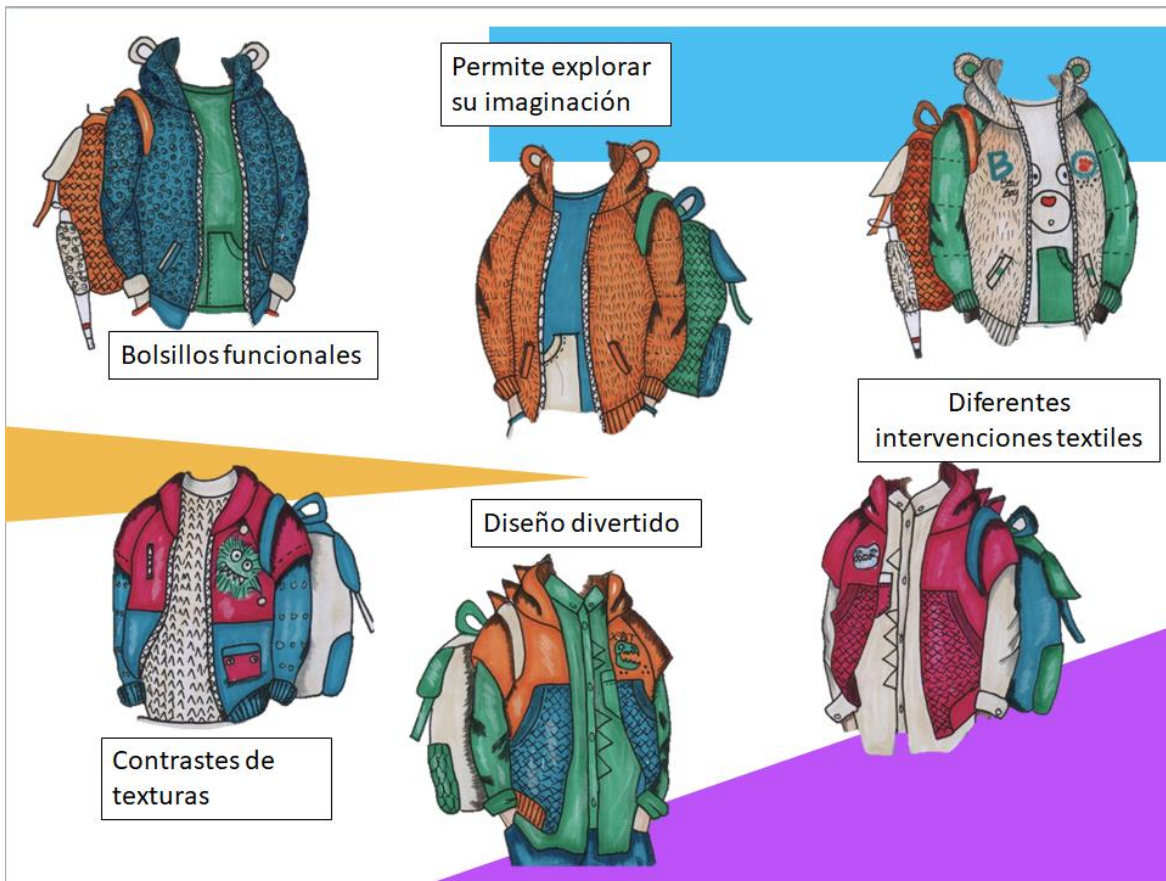 Permite explorar
su imaginación
B
Bolsillos funcionales
Diferentes
intervenciones textiles
Diseño divertido
Contrastes de
texturas